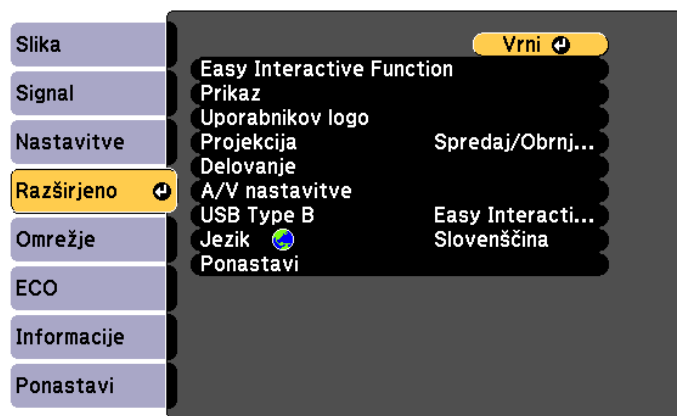 Slika
Signal
Nastavitve
Razširjeno
Omrežje
ECO
Informacije
Ponastavi
Vrni
Easy Interactive Function
Prikaz
Uporabnikov logo
Projekcija Spredaj/Obrnj...
Delovanje
A/V nastavitve
USB Type B Easy Interacti...
Jezik Slovenščina
Ponastavi